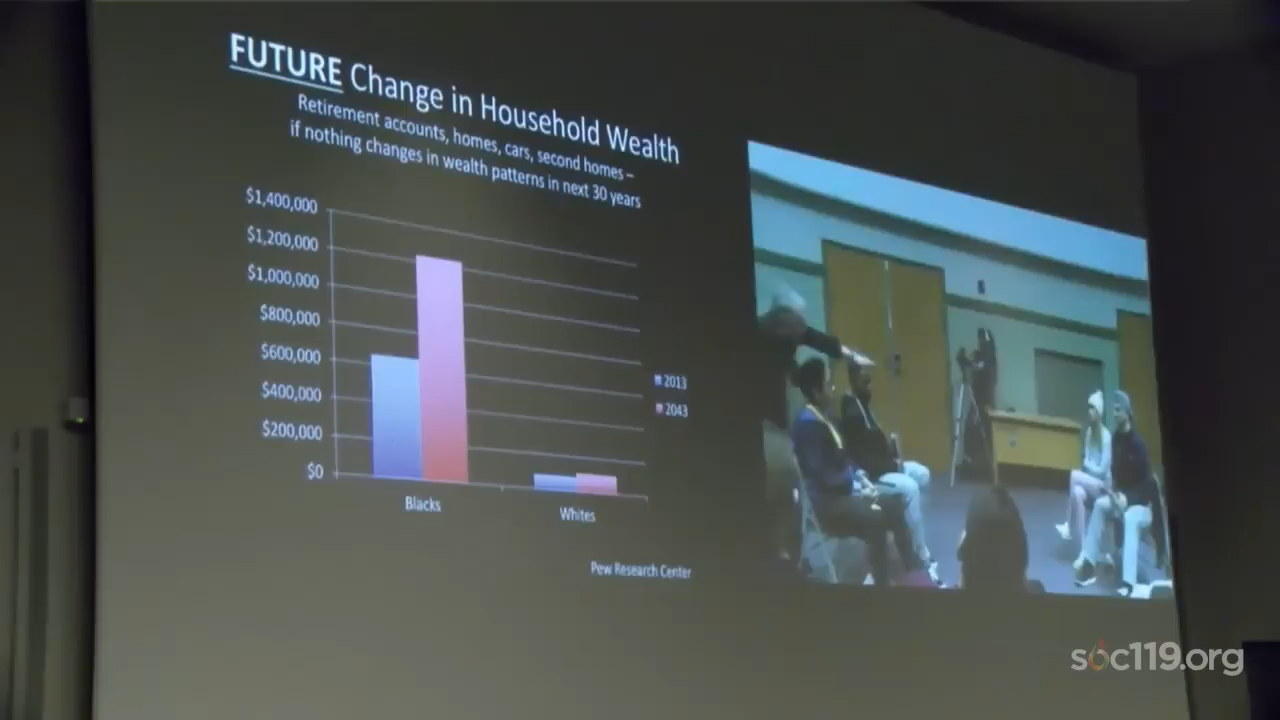 FUTURE Change in Household Wealth
Retirement accounts, homes, cars, second homes –
if nothing changes in wealth patterns in next 30 years
$1,400,000
$1,200,000
$1,000,000
$800,000
$600,000
$400,000
$200,000
$0
2013
2043
Blacks
Whites
Pew Research Center
soc119.org